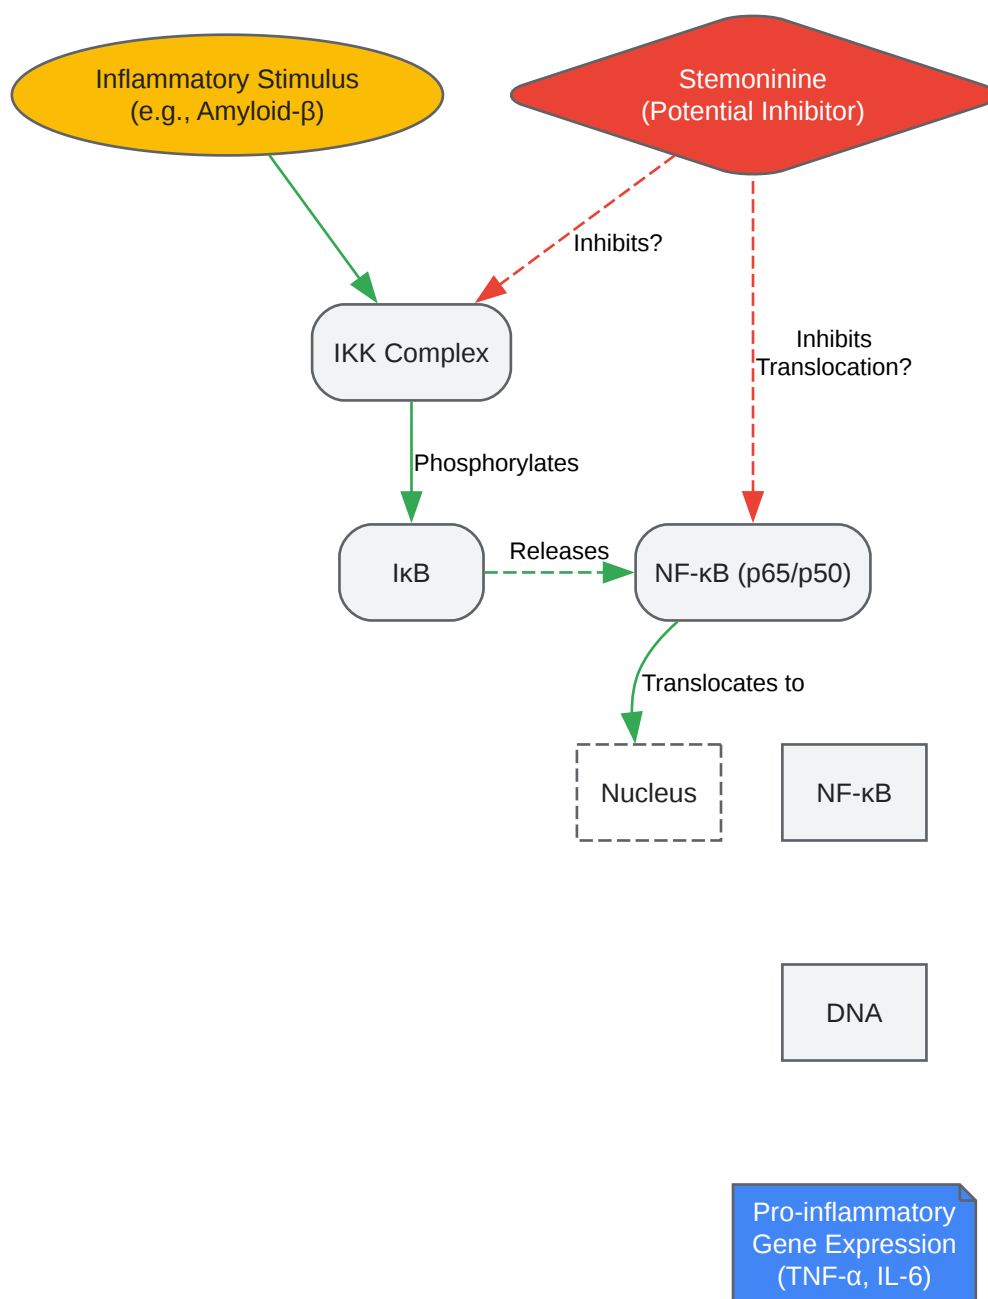 Inflammatory Stimulus
(e.g., Amyloid-β)
Stemoninine
(Potential Inhibitor)
Inhibits?
Inhibits
Translocation?
IKK Complex
Phosphorylates
IκB
Releases
NF-κB (p65/p50)
Translocates to
Nucleus
NF-κB
DNA
Pro-inflammatory
Gene Expression
(TNF-α, IL-6)